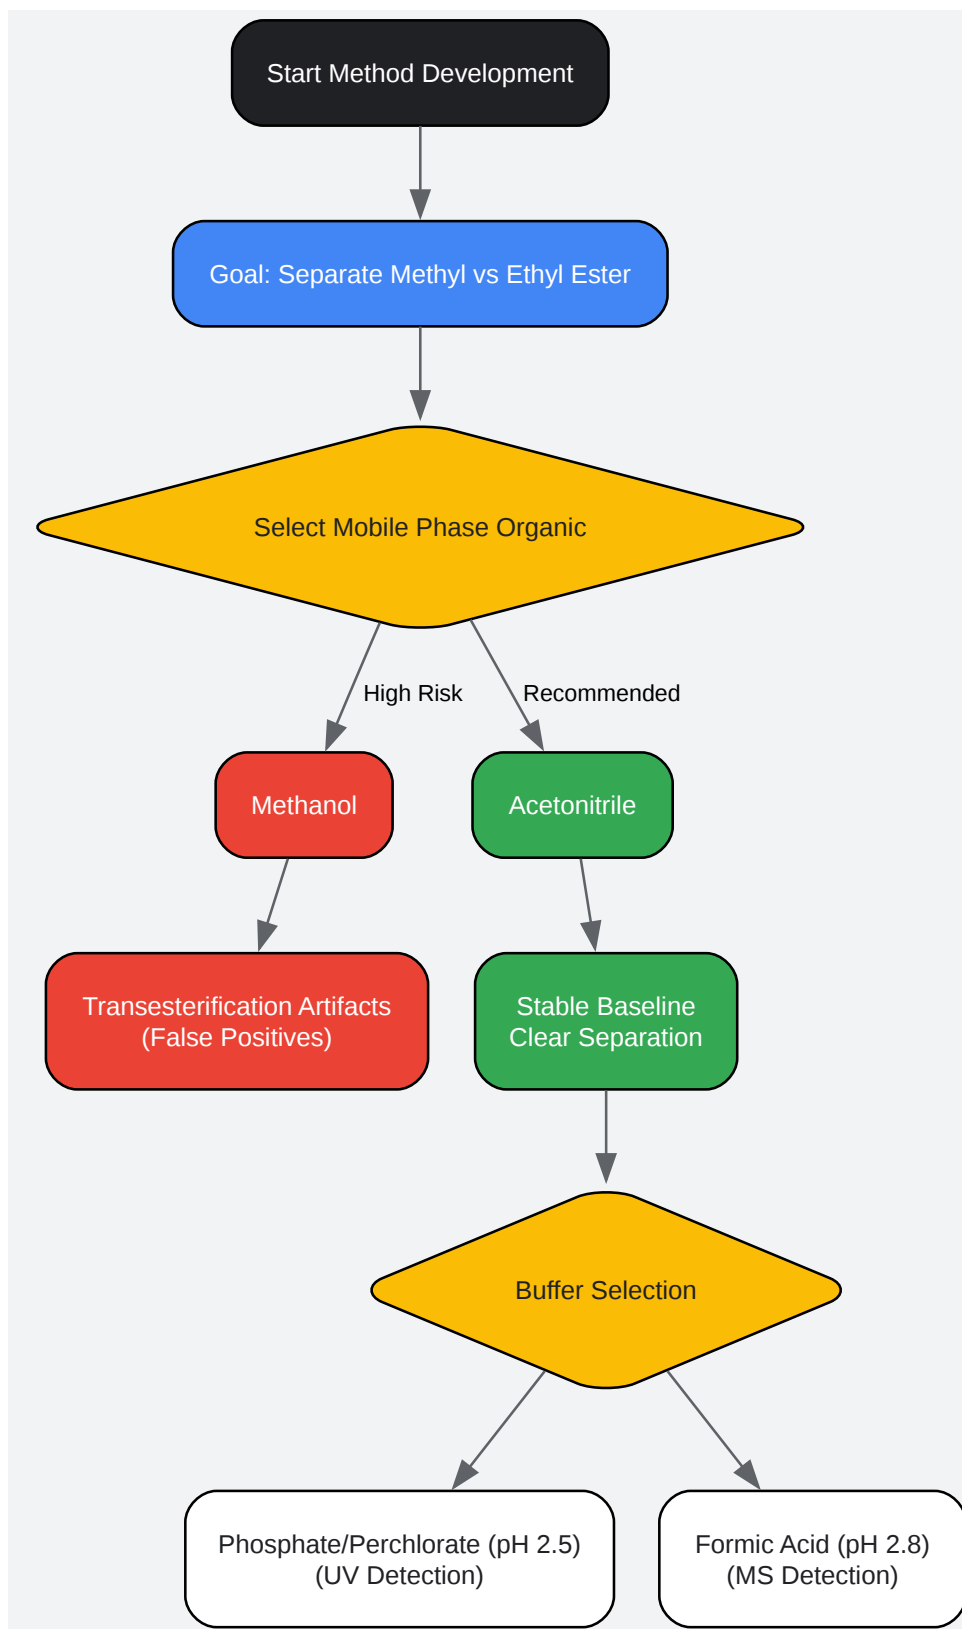 Start Method Development
Goal: Separate Methyl vs Ethyl Ester
Select Mobile Phase Organic
High Risk
Recommended
Methanol
Acetonitrile
Transesterification Artifacts
(False Positives)
Stable Baseline
Clear Separation
Buffer Selection
Phosphate/Perchlorate (pH 2.5)
(UV Detection)
Formic Acid (pH 2.8)
(MS Detection)